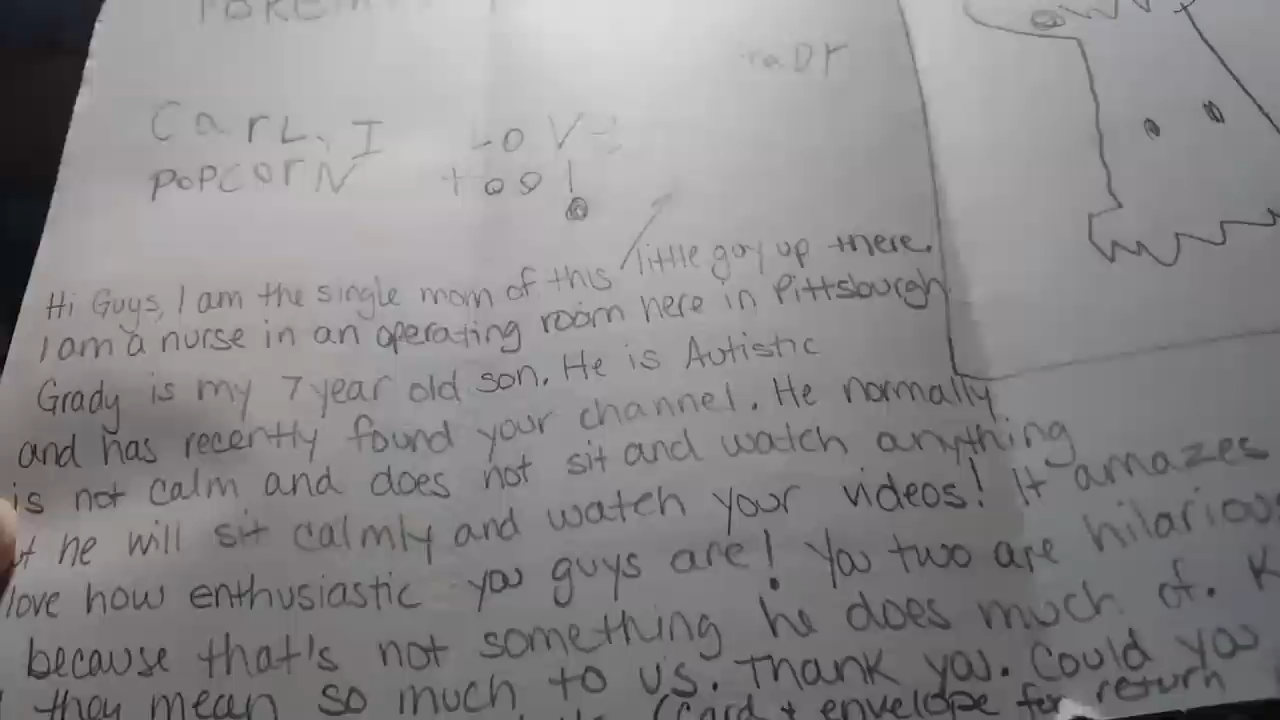 CarL. I LOVE
POPCOrN too!
Hi Guys, I am the single mom of this little guy up there.
I am a nurse in an operating room here in Pittsburgh
Grady is my 7 year old son. He is Autistic
and has recently found your channel. He normally
is not calm and does not sit and watch anything
he will sit calmly and watch your videos! It amazes
love how enthusiastic you guys are! You two are
because that's not something he does much of.
they mean so much to us. Thank you. Could you
(card + envelope for return